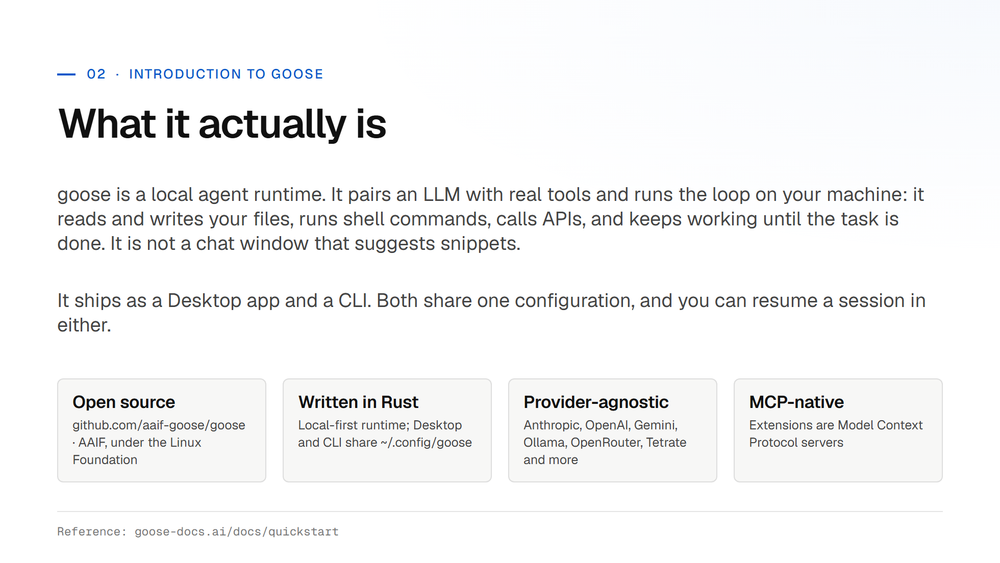 02 · INTRODUCTION TO GOOSE
What it actually is
goose is a local agent runtime. It pairs an LLM with real tools and runs the loop on your machine: it
reads and writes your files, runs shell commands, calls APIs, and keeps working until the task is
done. It is not a chat window that suggests snippets.
It ships as a Desktop app and a CLI. Both share one configuration, and you can resume a session in
either.
Open source
github.com/aaif-goose/goose
· AAIF, under the Linux
Foundation
Written in Rust
Local-first runtime; Desktop
and CLI share ~/.config/goose
Provider-agnostic
Anthropic, OpenAI, Gemini,
Ollama, OpenRouter, Tetrate
and more
MCP-native
Extensions are Model Context
Protocol servers
Reference: goose-docs.ai/docs/quickstart